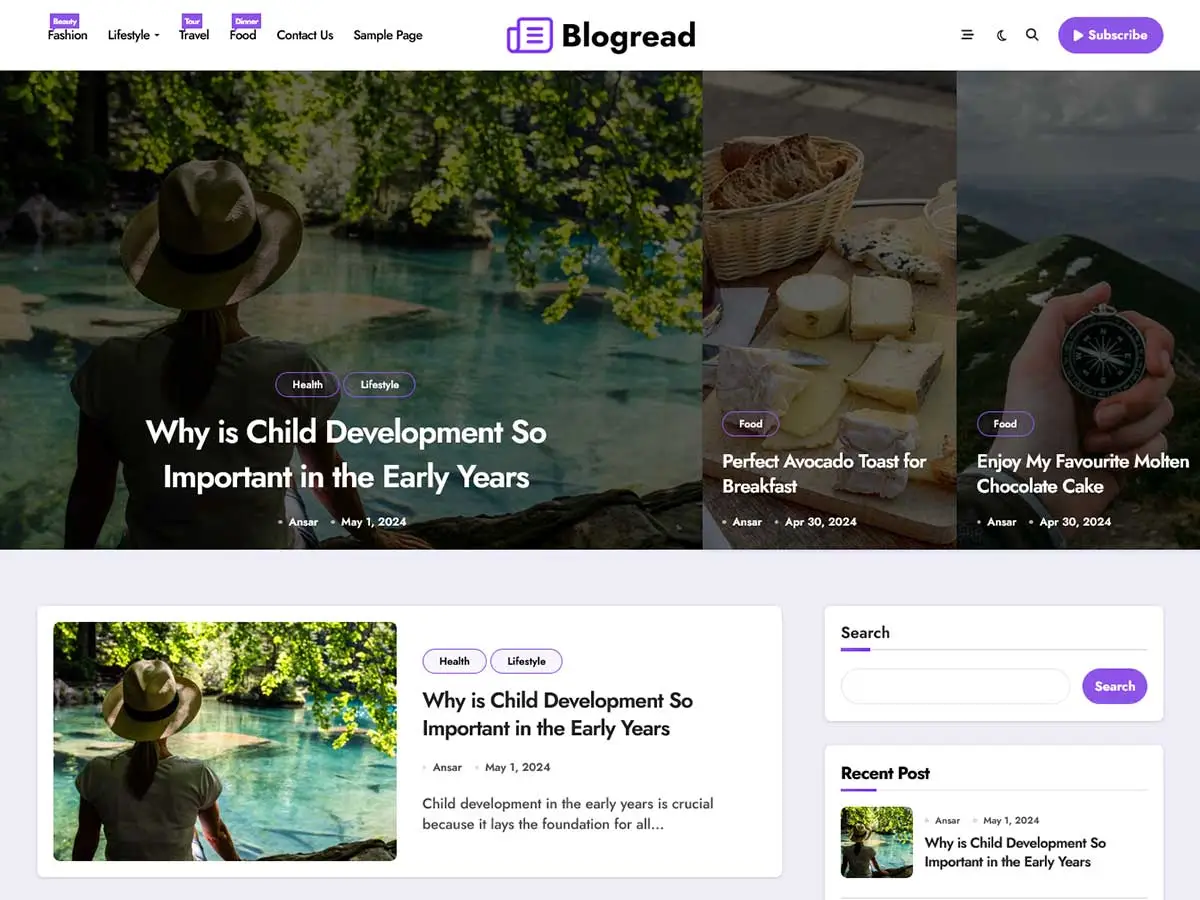 Beauty
Tour
Dinner
Fashion
Lifestyle
Travel
Food
Contact Us
Sample Page
Blogread
Subscribe
Health
Lifestyle
Why is Child Development So
Important in the Early Years
Ansar
May 1, 2024
Food
Perfect Avocado Toast for
Breakfast
Ansar
Apr 30, 2024
Food
Enjoy My Favourite Molten
Chocolate Cake
Ansar
Apr 30, 2024
Health
Lifestyle
Why is Child Development So
Important in the Early Years
Ansar
May 1, 2024
Child development in the early years is crucial
because it lays the foundation for all...
Search
Search
Recent Post
Ansar
May 1, 2024
Why is Child Development So
Important in the Early Years